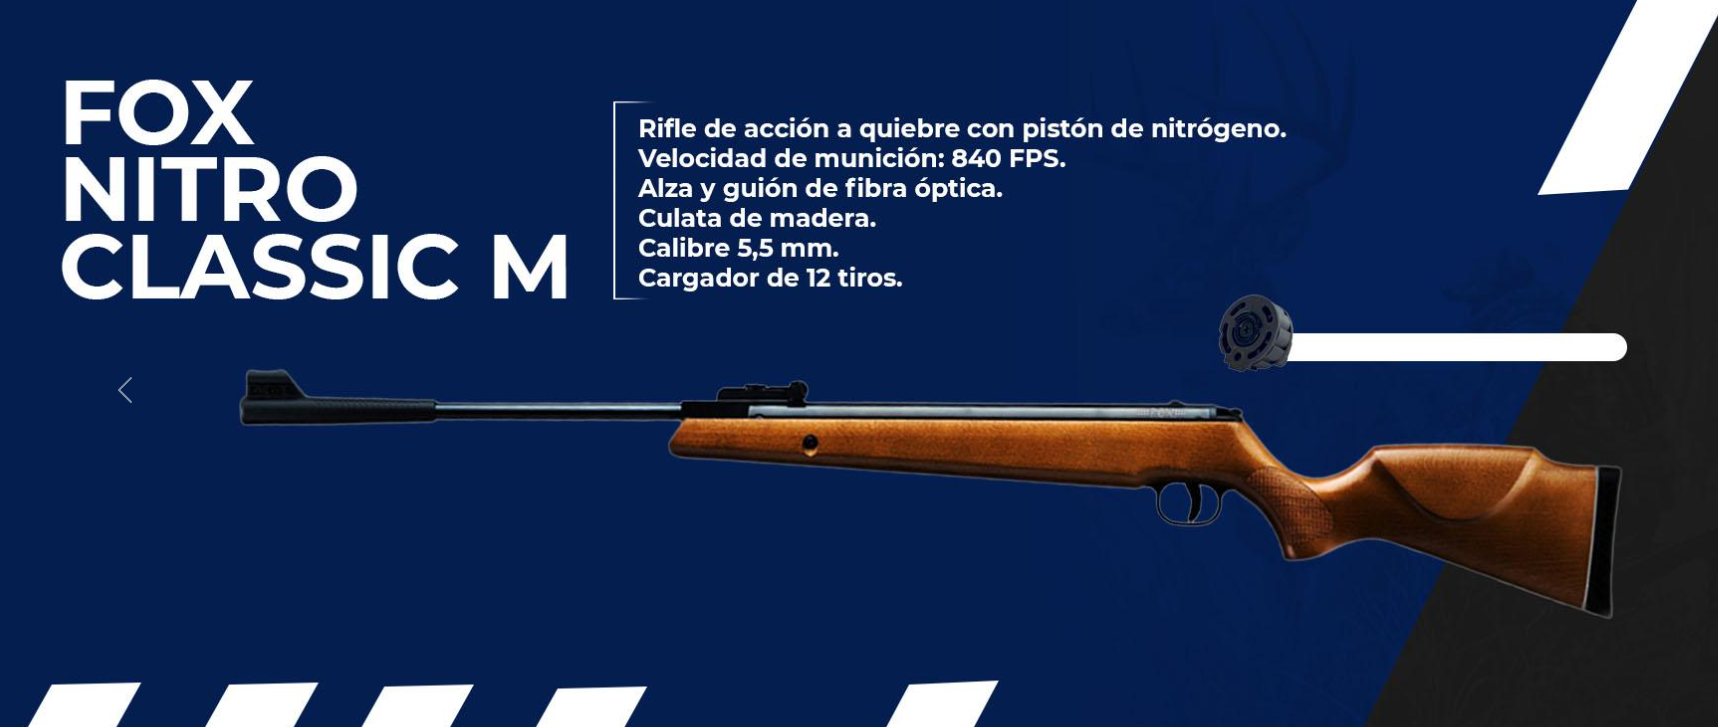 FOX
NITRO
CLASSIC M
Rifle de acción a quiebre con pistón de nitrógeno.
Velocidad de munición: 840 FPS.
Alza y guión de fibra óptica.
Culata de madera.
Calibre 5,5 mm.
Cargador de 12 tiros.